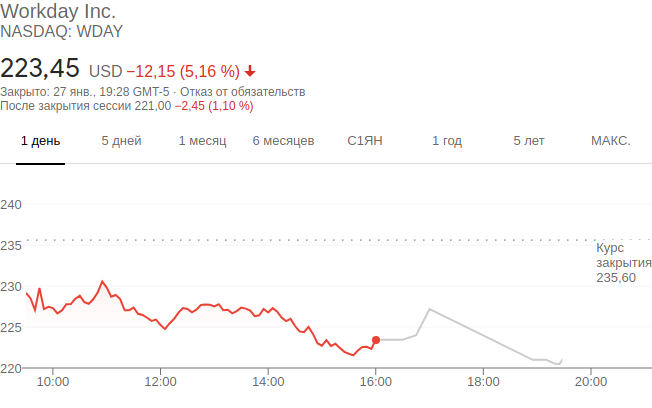 Workday Inc.
NASDAQ: WDAY
223,45 USD −12,15 (5,16 %)
Закрыто: 27 янв., 19:28 GMT-5 · Отказ от обязательств
После закрытия сессии 221,00 −2,45 (1,10 %)
1 день 5 дней 1 месяц 6 месяцев С1ЯН 1 год 5 лет МАКС.
240
235
Курс
закрытия
235,60
230
225
220
10:00 12:00 14:00 16:00 18:00 20:00